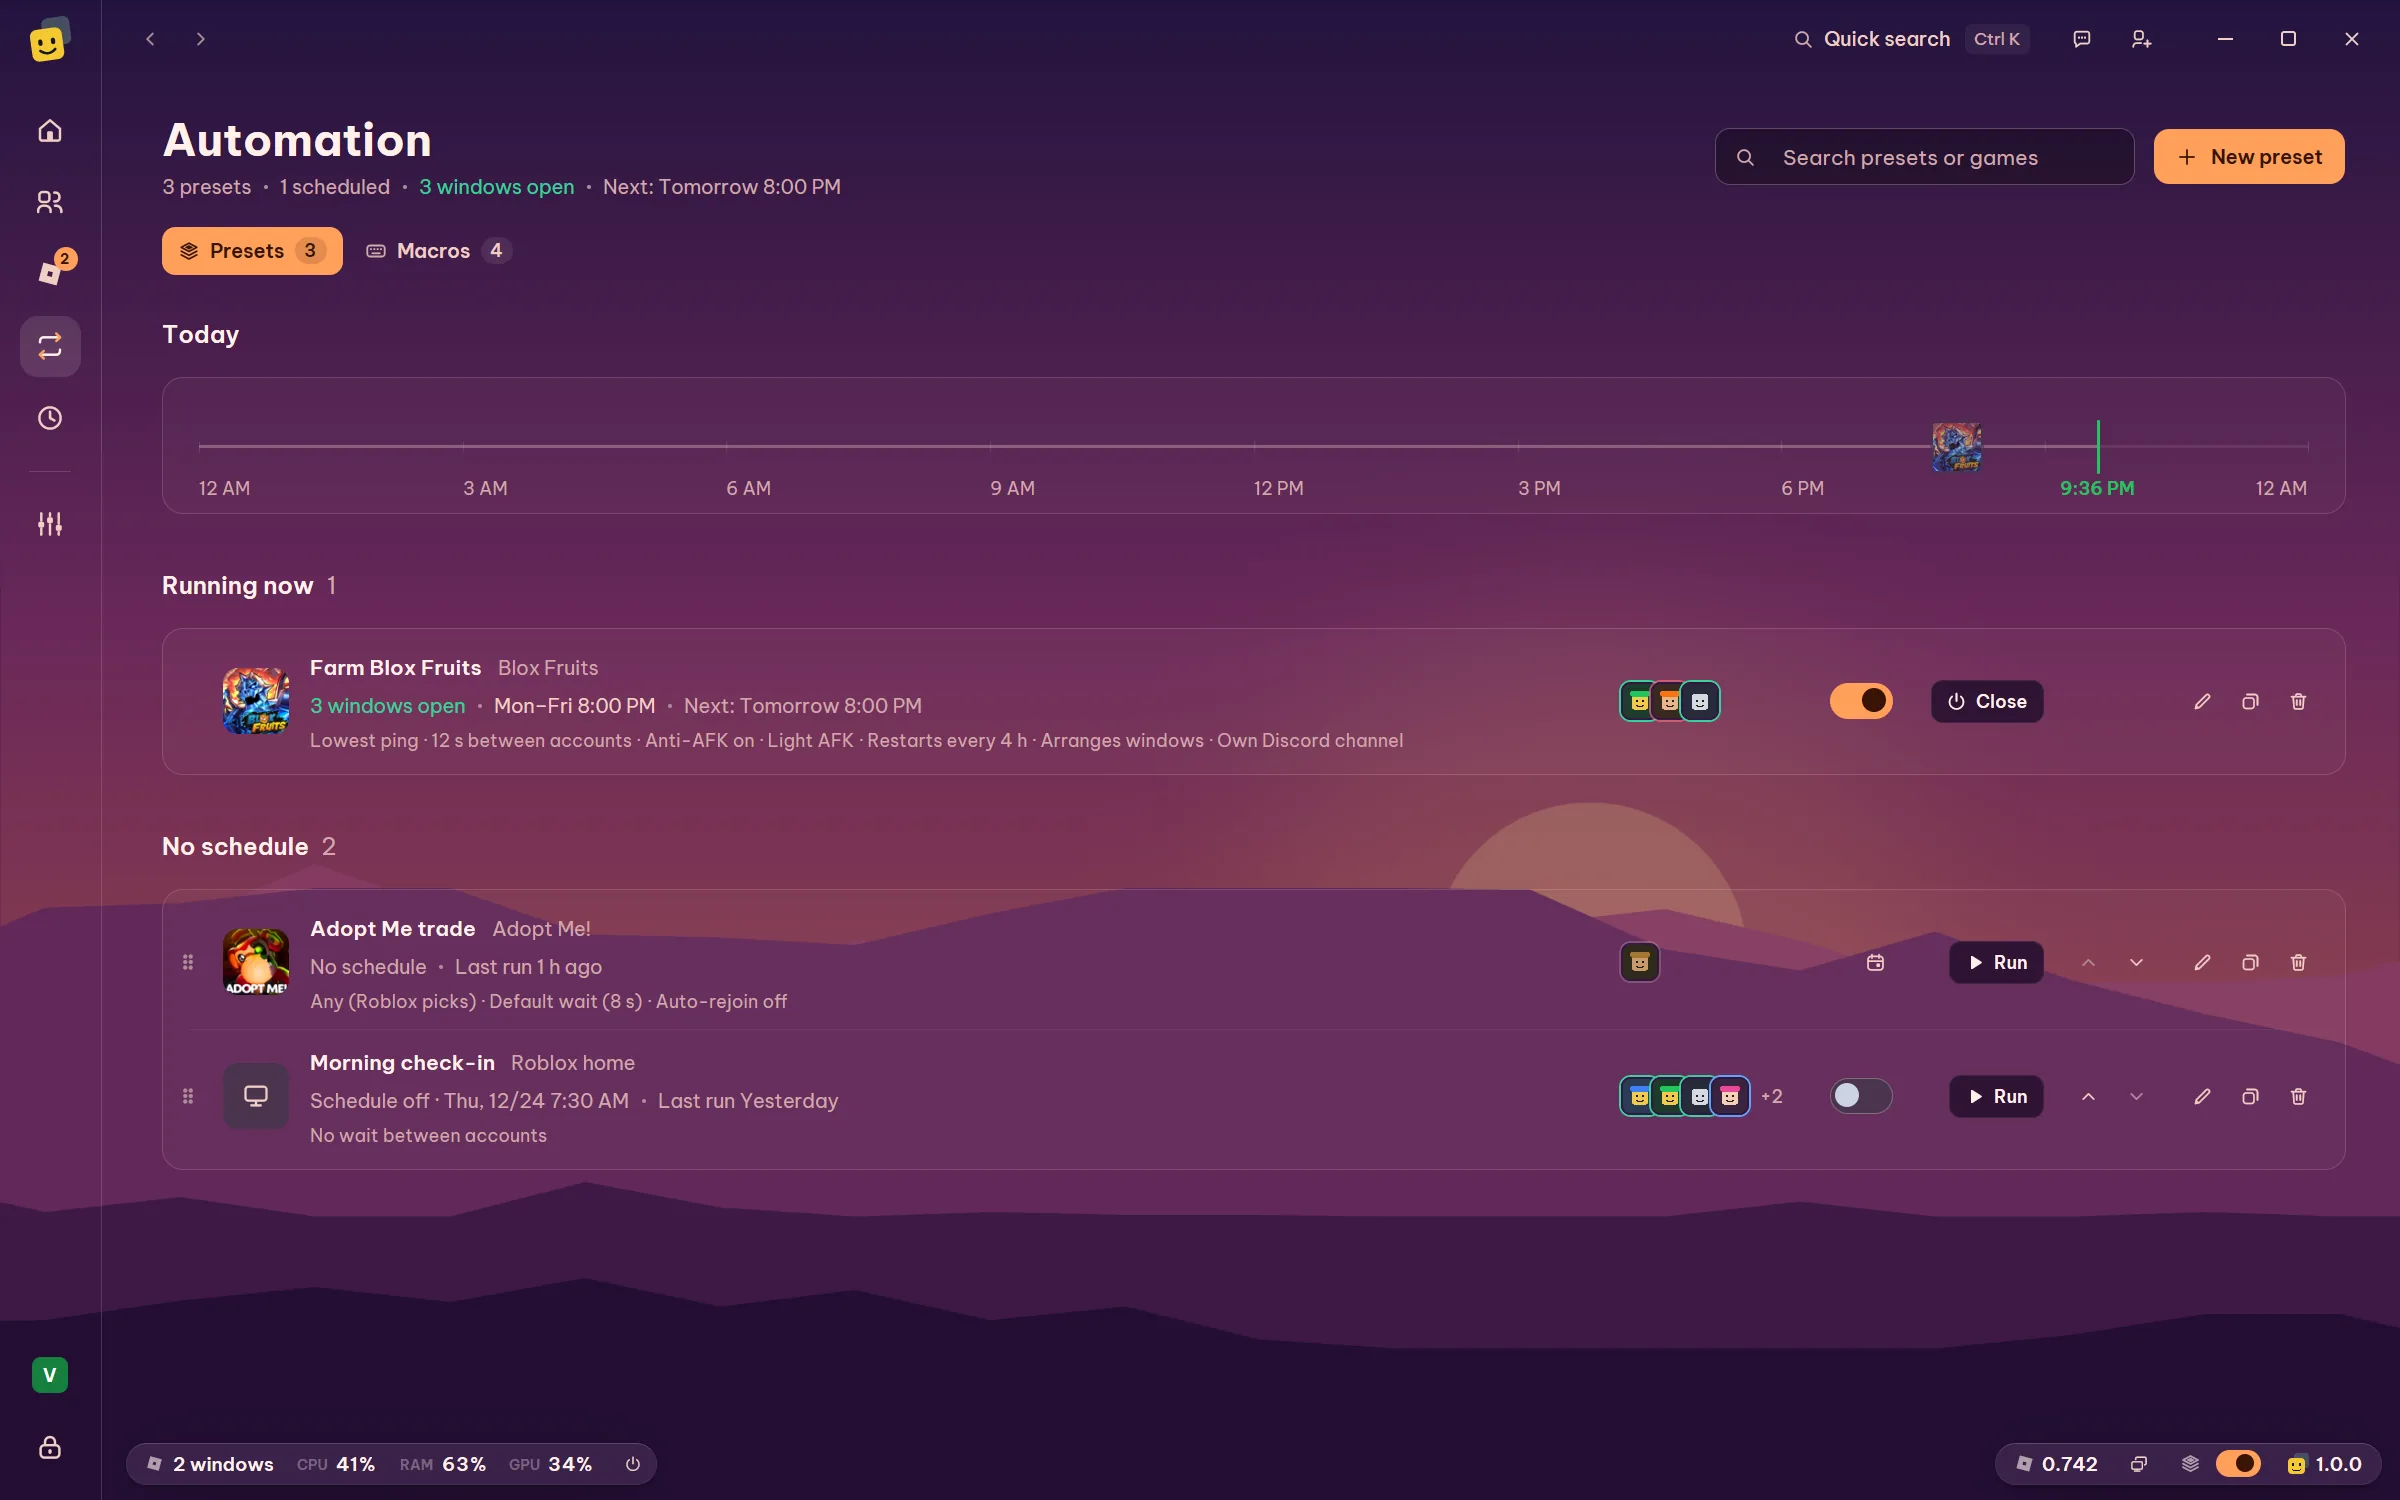 Quick search Ctrl K
Automation
3 presets • 1 scheduled • 3 windows open • Next: Tomorrow 8:00 PM
Search presets or games
New preset
Presets 3
Macros 4
2
Today
12 AM 3 AM 6 AM 9 AM 12 PM 3 PM 6 PM 9:36 PM 12 AM
Running now 1
Farm Blox Fruits Blox Fruits
3 windows open • Mon–Fri 8:00 PM • Next: Tomorrow 8:00 PM
Lowest ping · 12 s between accounts · Anti-AFK on · Light AFK · Restarts every 4 h · Arranges windows · Own Discord channel
BLOX FRUITS
Close
No schedule 2
Adopt Me trade Adopt Me!
No schedule • Last run 1 h ago
Any (Roblox picks) · Default wait (8 s) · Auto-rejoin off
ADOPT ME!
Run
Morning check-in Roblox home
Schedule off · Thu, 12/24 7:30 AM • Last run Yesterday
No wait between accounts
+2
Run
V
2 windows CPU 41% RAM 63% GPU 34%
0.742
1.0.0